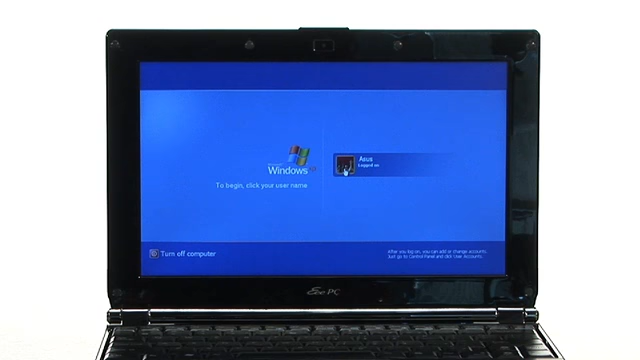 Microsoft
Windows xp
To begin, click your user name
Asus
Logged on
Turn off computer
After you log on, you can add or change accounts.
Just go to Control Panel and click User Accounts.
Eee PC